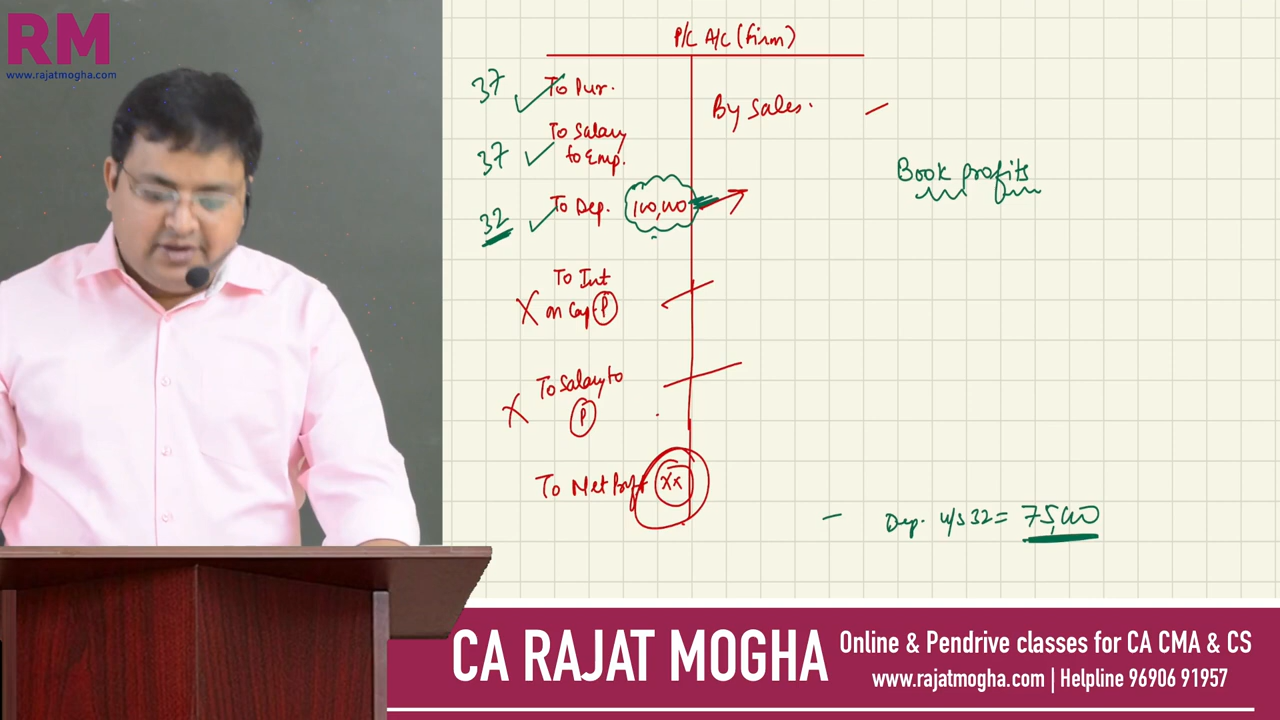 RM
www.rajatmogha.com
P/L A/C (Firm)
37 To Pur.
By Sales.
37 To Salary
to Emp.
32 To Dep. 100,000
Book profits
To Int
X on Cap P
X To Salary to
P
To Net Profit XX
Dep. u/s 32 = 75,000
CA RAJAT MOGHA
Online & Pendrive classes for CA CMA & CS
www.rajatmogha.com | Helpline 96906 91957